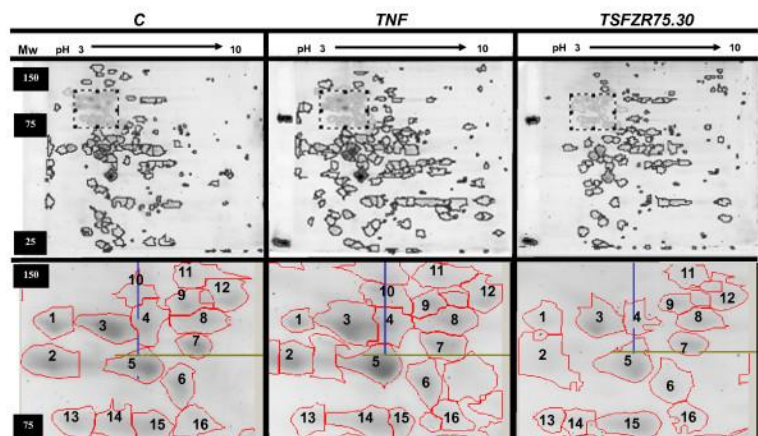 C TNF TSFZR75.30
Mw pH 3 10 pH 3 10 pH 3 10
150
75
25
150 10 11 12 10 11 12 11 12
9 9 9
1 3 4 8 1 3 4 8 1 3 4 8
2 5 7 2 5 7 2 5 7
6 6 6
75 13 14 15 16 13 14 15 16 13 14 15 16